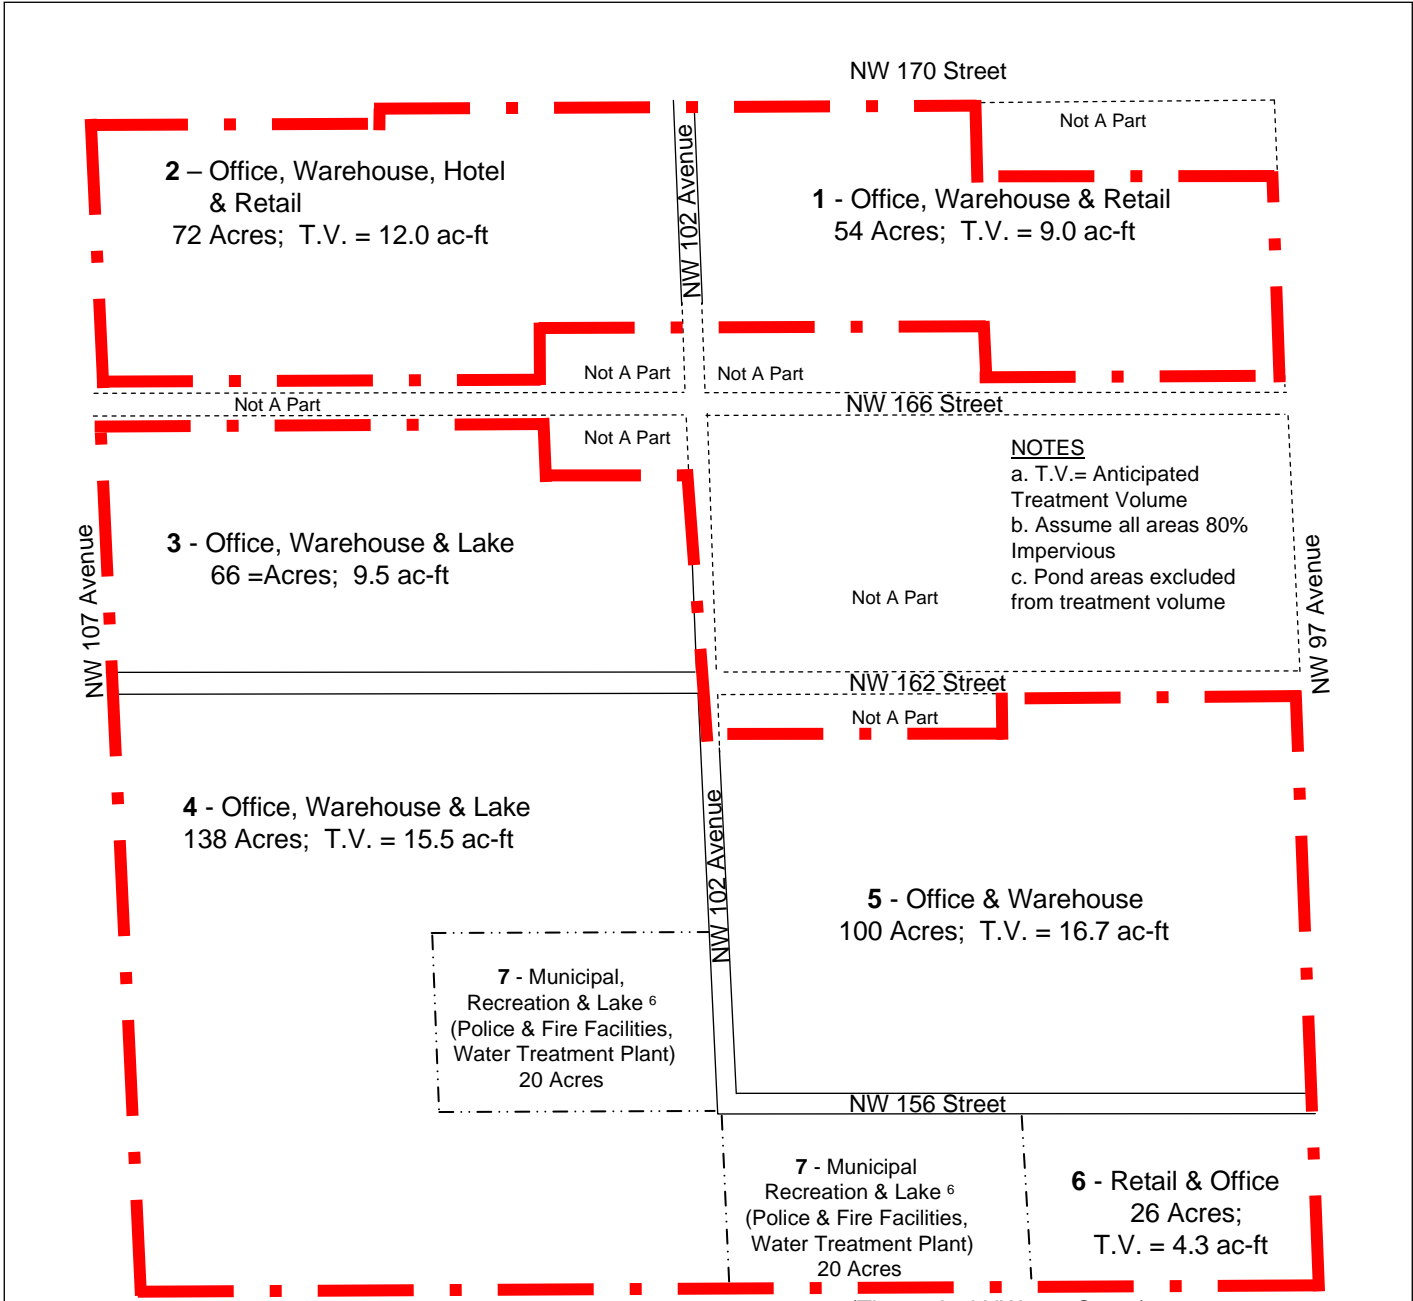 NW 170 Street
Not A Part
2 – Office, Warehouse, Hotel
& Retail
72 Acres; T.V. = 12.0 ac-ft
NW 102 Avenue
1 - Office, Warehouse & Retail
54 Acres; T.V. = 9.0 ac-ft
Not A Part
Not A Part
Not A Part
NW 166 Street
Not A Part
NOTES
a. T.V.= Anticipated
Treatment Volume
b. Assume all areas 80%
Impervious
c. Pond areas excluded
from treatment volume
3 - Office, Warehouse & Lake
66 =Acres; 9.5 ac-ft
NW 107 Avenue
Not A Part
NW 97 Avenue
NW 162 Street
Not A Part
4 - Office, Warehouse & Lake
138 Acres; T.V. = 15.5 ac-ft
NW 102 Avenue
5 - Office & Warehouse
100 Acres; T.V. = 16.7 ac-ft
7 - Municipal,
Recreation & Lake 6
(Police & Fire Facilities,
Water Treatment Plant)
20 Acres
NW 156 Street
7 - Municipal
Recreation & Lake 6
(Police & Fire Facilities,
Water Treatment Plant)
20 Acres
6 - Retail & Office
26 Acres;
T.V. = 4.3 ac-ft